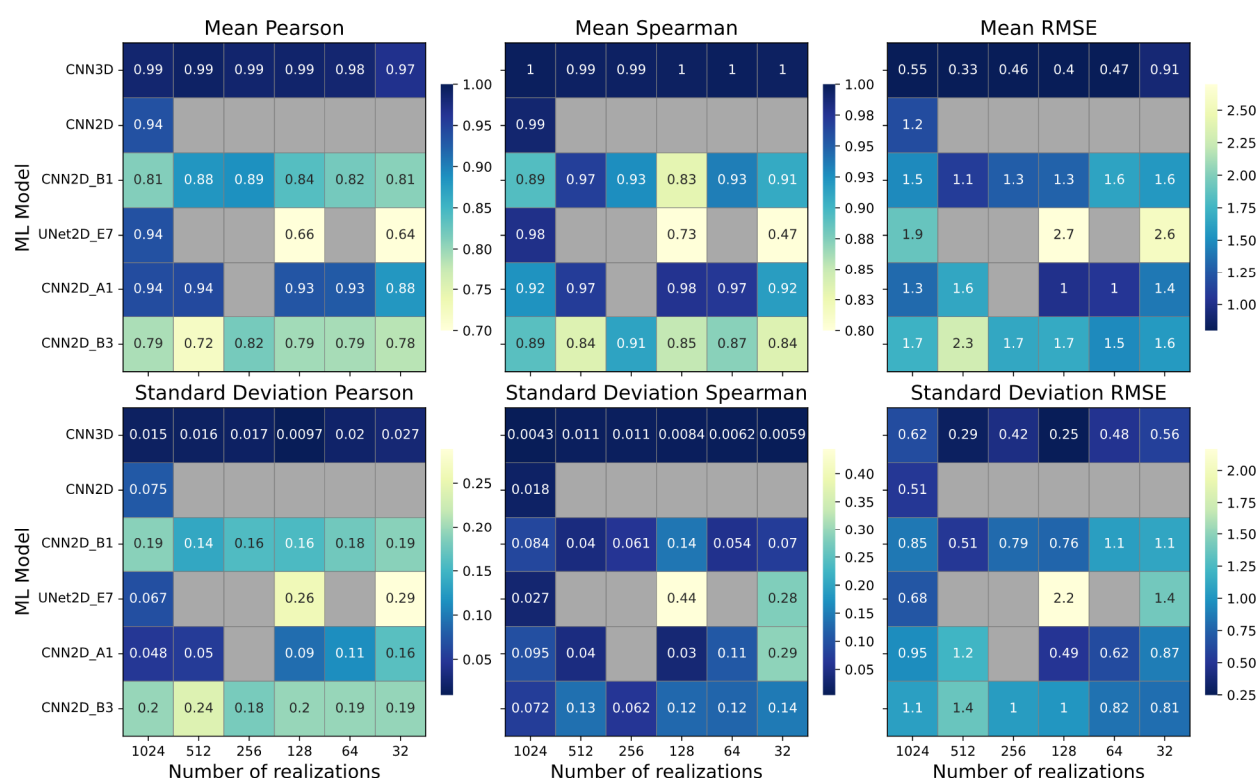 Mean Pearson
Mean Spearman
Mean RMSE
ML Model
CNN3D 0.99 0.99 0.99 0.99 0.98 0.97
CNN2D 0.94
CNN2D_B1 0.81 0.88 0.89 0.84 0.82 0.81
UNet2D_E7 0.94 0.66 0.64
CNN2D_A1 0.94 0.94 0.93 0.93 0.88
CNN2D_B3 0.79 0.72 0.82 0.79 0.79 0.78
1.00
0.95
0.90
0.85
0.80
0.75
0.70
1 0.99 0.99 1 1 1
0.99
0.89 0.97 0.93 0.83 0.93 0.91
0.98 0.73 0.47
0.92 0.97 0.98 0.97 0.92
0.89 0.84 0.91 0.85 0.87 0.84
1.00
0.98
0.95
0.93
0.90
0.88
0.85
0.83
0.80
0.55 0.33 0.46 0.4 0.47 0.91
1.2
1.5 1.1 1.3 1.3 1.6 1.6
1.9 2.7 2.6
1.3 1.6 1 1 1.4
1.7 2.3 1.7 1.7 1.5 1.6
2.50
2.25
2.00
1.75
1.50
1.25
1.00
Standard Deviation Pearson
Standard Deviation Spearman
Standard Deviation RMSE
ML Model
CNN3D 0.015 0.016 0.017 0.0097 0.02 0.027
CNN2D 0.075
CNN2D_B1 0.19 0.14 0.16 0.16 0.18 0.19
UNet2D_E7 0.067 0.26 0.29
CNN2D_A1 0.048 0.05 0.09 0.11 0.16
CNN2D_B3 0.2 0.24 0.18 0.2 0.19 0.19
1024 512 256 128 64 32
Number of realizations
0.25
0.20
0.15
0.10
0.05
0.0043 0.011 0.011 0.0084 0.0062 0.0059
0.018
0.084 0.04 0.061 0.14 0.054 0.07
0.027 0.44 0.28
0.095 0.04 0.03 0.11 0.29
0.072 0.13 0.062 0.12 0.12 0.14
1024 512 256 128 64 32
Number of realizations
0.40
0.35
0.30
0.25
0.20
0.15
0.10
0.05
0.62 0.29 0.42 0.25 0.48 0.56
0.51
0.85 0.51 0.79 0.76 1.1 1.1
0.68 2.2 1.4
0.95 1.2 0.49 0.62 0.87
1.1 1.4 1 1 0.82 0.81
1024 512 256 128 64 32
Number of realizations
2.00
1.75
1.50
1.25
1.00
0.75
0.50
0.25